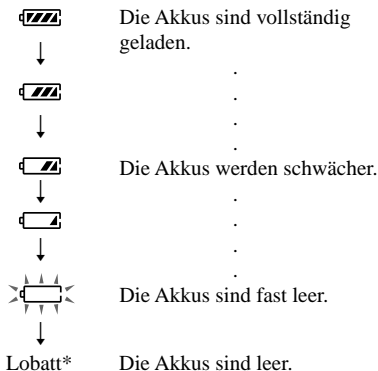 Die Akkus sind vollständig
geladen.
.
.
.
.
Die Akkus werden schwächer.
.
.
.
.
Die Akkus sind fast leer.
Lobatt* Die Akkus sind leer.